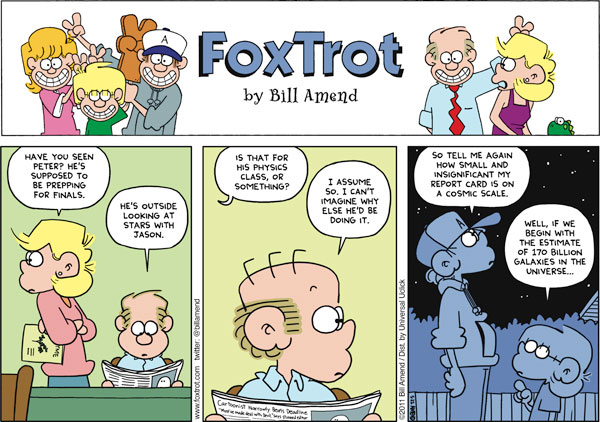 A
FoxTrot
by Bill Amend
HAVE YOU SEEN
PETER? HE'S
SUPPOSED TO
BE PREPPING
FOR FINALS.
HE'S OUTSIDE
LOOKING AT
STARS WITH
JASON.
www.foxtrot.com twitter: @billamend
IS THAT FOR
HIS PHYSICS
CLASS, OR
SOMETHING?
I ASSUME
SO. I CAN'T
IMAGINE WHY
ELSE HE'D BE
DOING IT.
Cartoonist Narrowly Beats Deadline
©2011 Bill Amend / Dist. by Universal Uclick
SO TELL ME AGAIN
HOW SMALL AND
INSIGNIFICANT MY
REPORT CARD IS ON
A COSMIC SCALE.
WELL, IF WE
BEGIN WITH
THE ESTIMATE
OF 170 BILLION
GALAXIES IN THE
UNIVERSE...